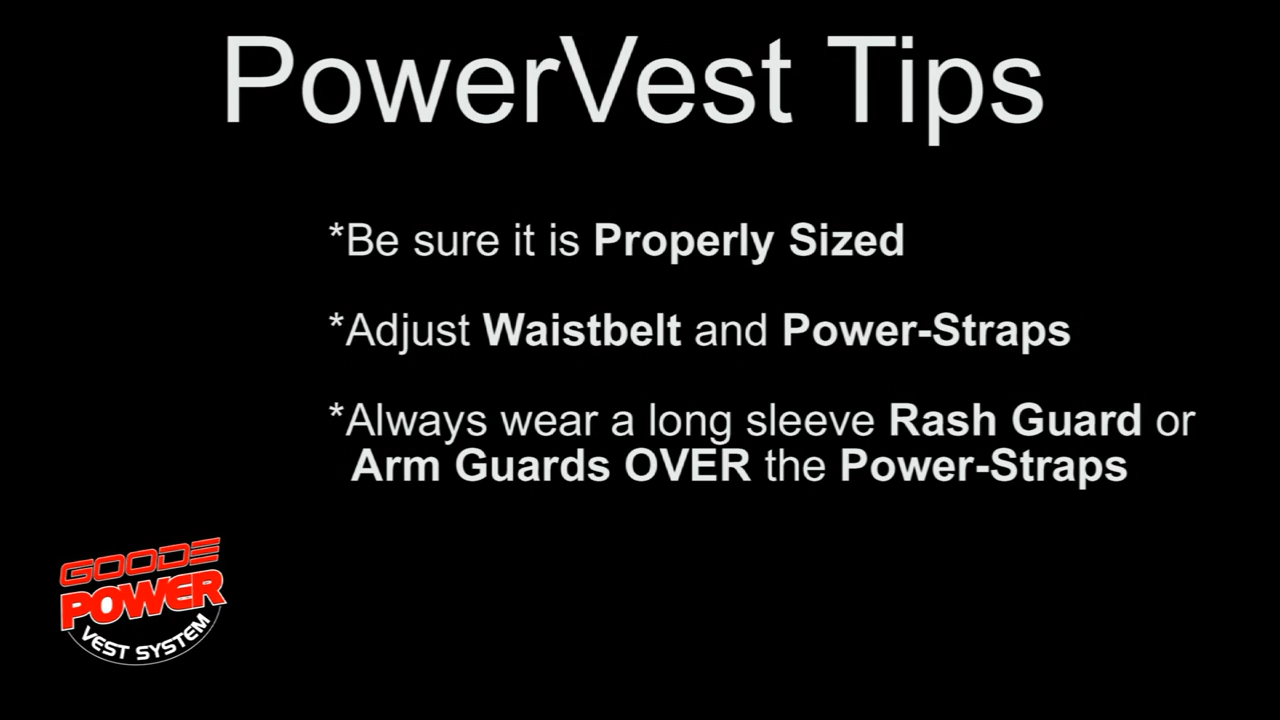 PowerVest Tips
*Be sure it is Properly Sized
*Adjust Waistbelt and Power-Straps
*Always wear a long sleeve Rash Guard or
Arm Guards OVER the Power-Straps
GOODE
POWER
VEST SYSTEM